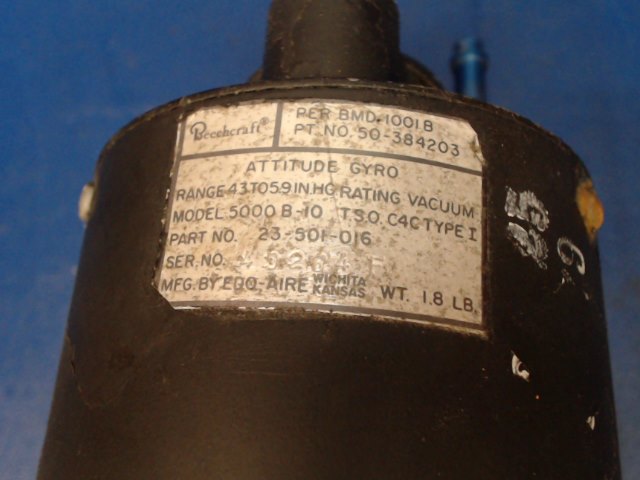 Beechcraft®
PER BMD-10018
PT. NO. 50-384203
ATTITUDE GYRO
RANGE 4.3 TO 5.9 IN. HG RATING VACUUM
MODEL 5000 B-10 T.S.O. C4C TYPE I
PART NO. 23-501-016
SER. NO.
MFG. BY EDO-AIRE WICHITA KANSAS WT. 1.8 LB.